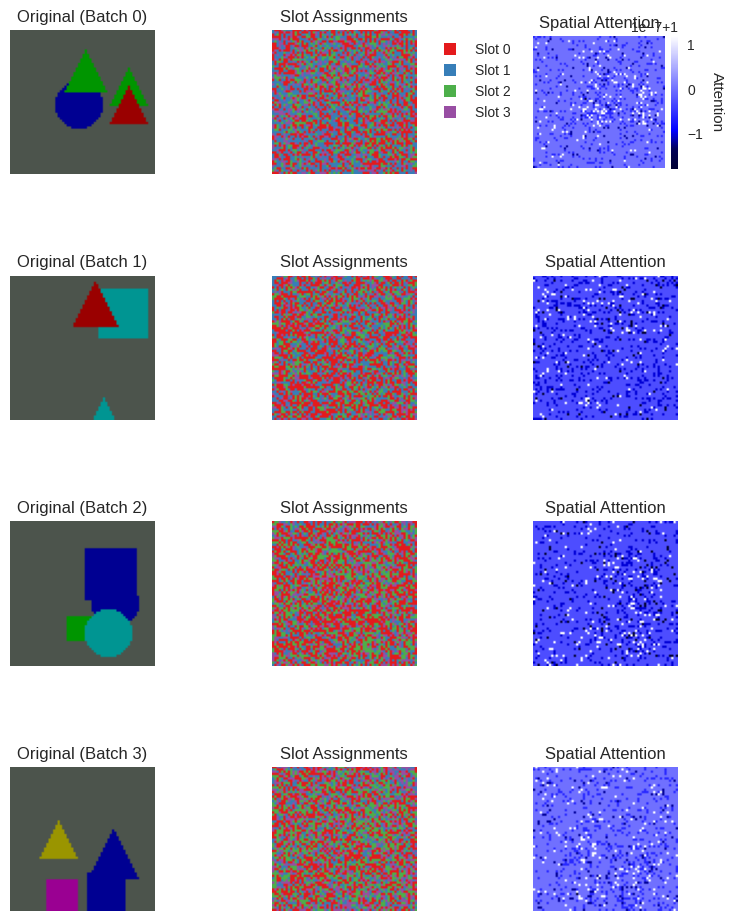 Original (Batch 0)
Slot Assignments
Slot 0
Slot 1
Slot 2
Slot 3
Spatial Attention
1e−7+1
1
0
−1
Attention
Original (Batch 1)
Slot Assignments
Spatial Attention
Original (Batch 2)
Slot Assignments
Spatial Attention
Original (Batch 3)
Slot Assignments
Spatial Attention